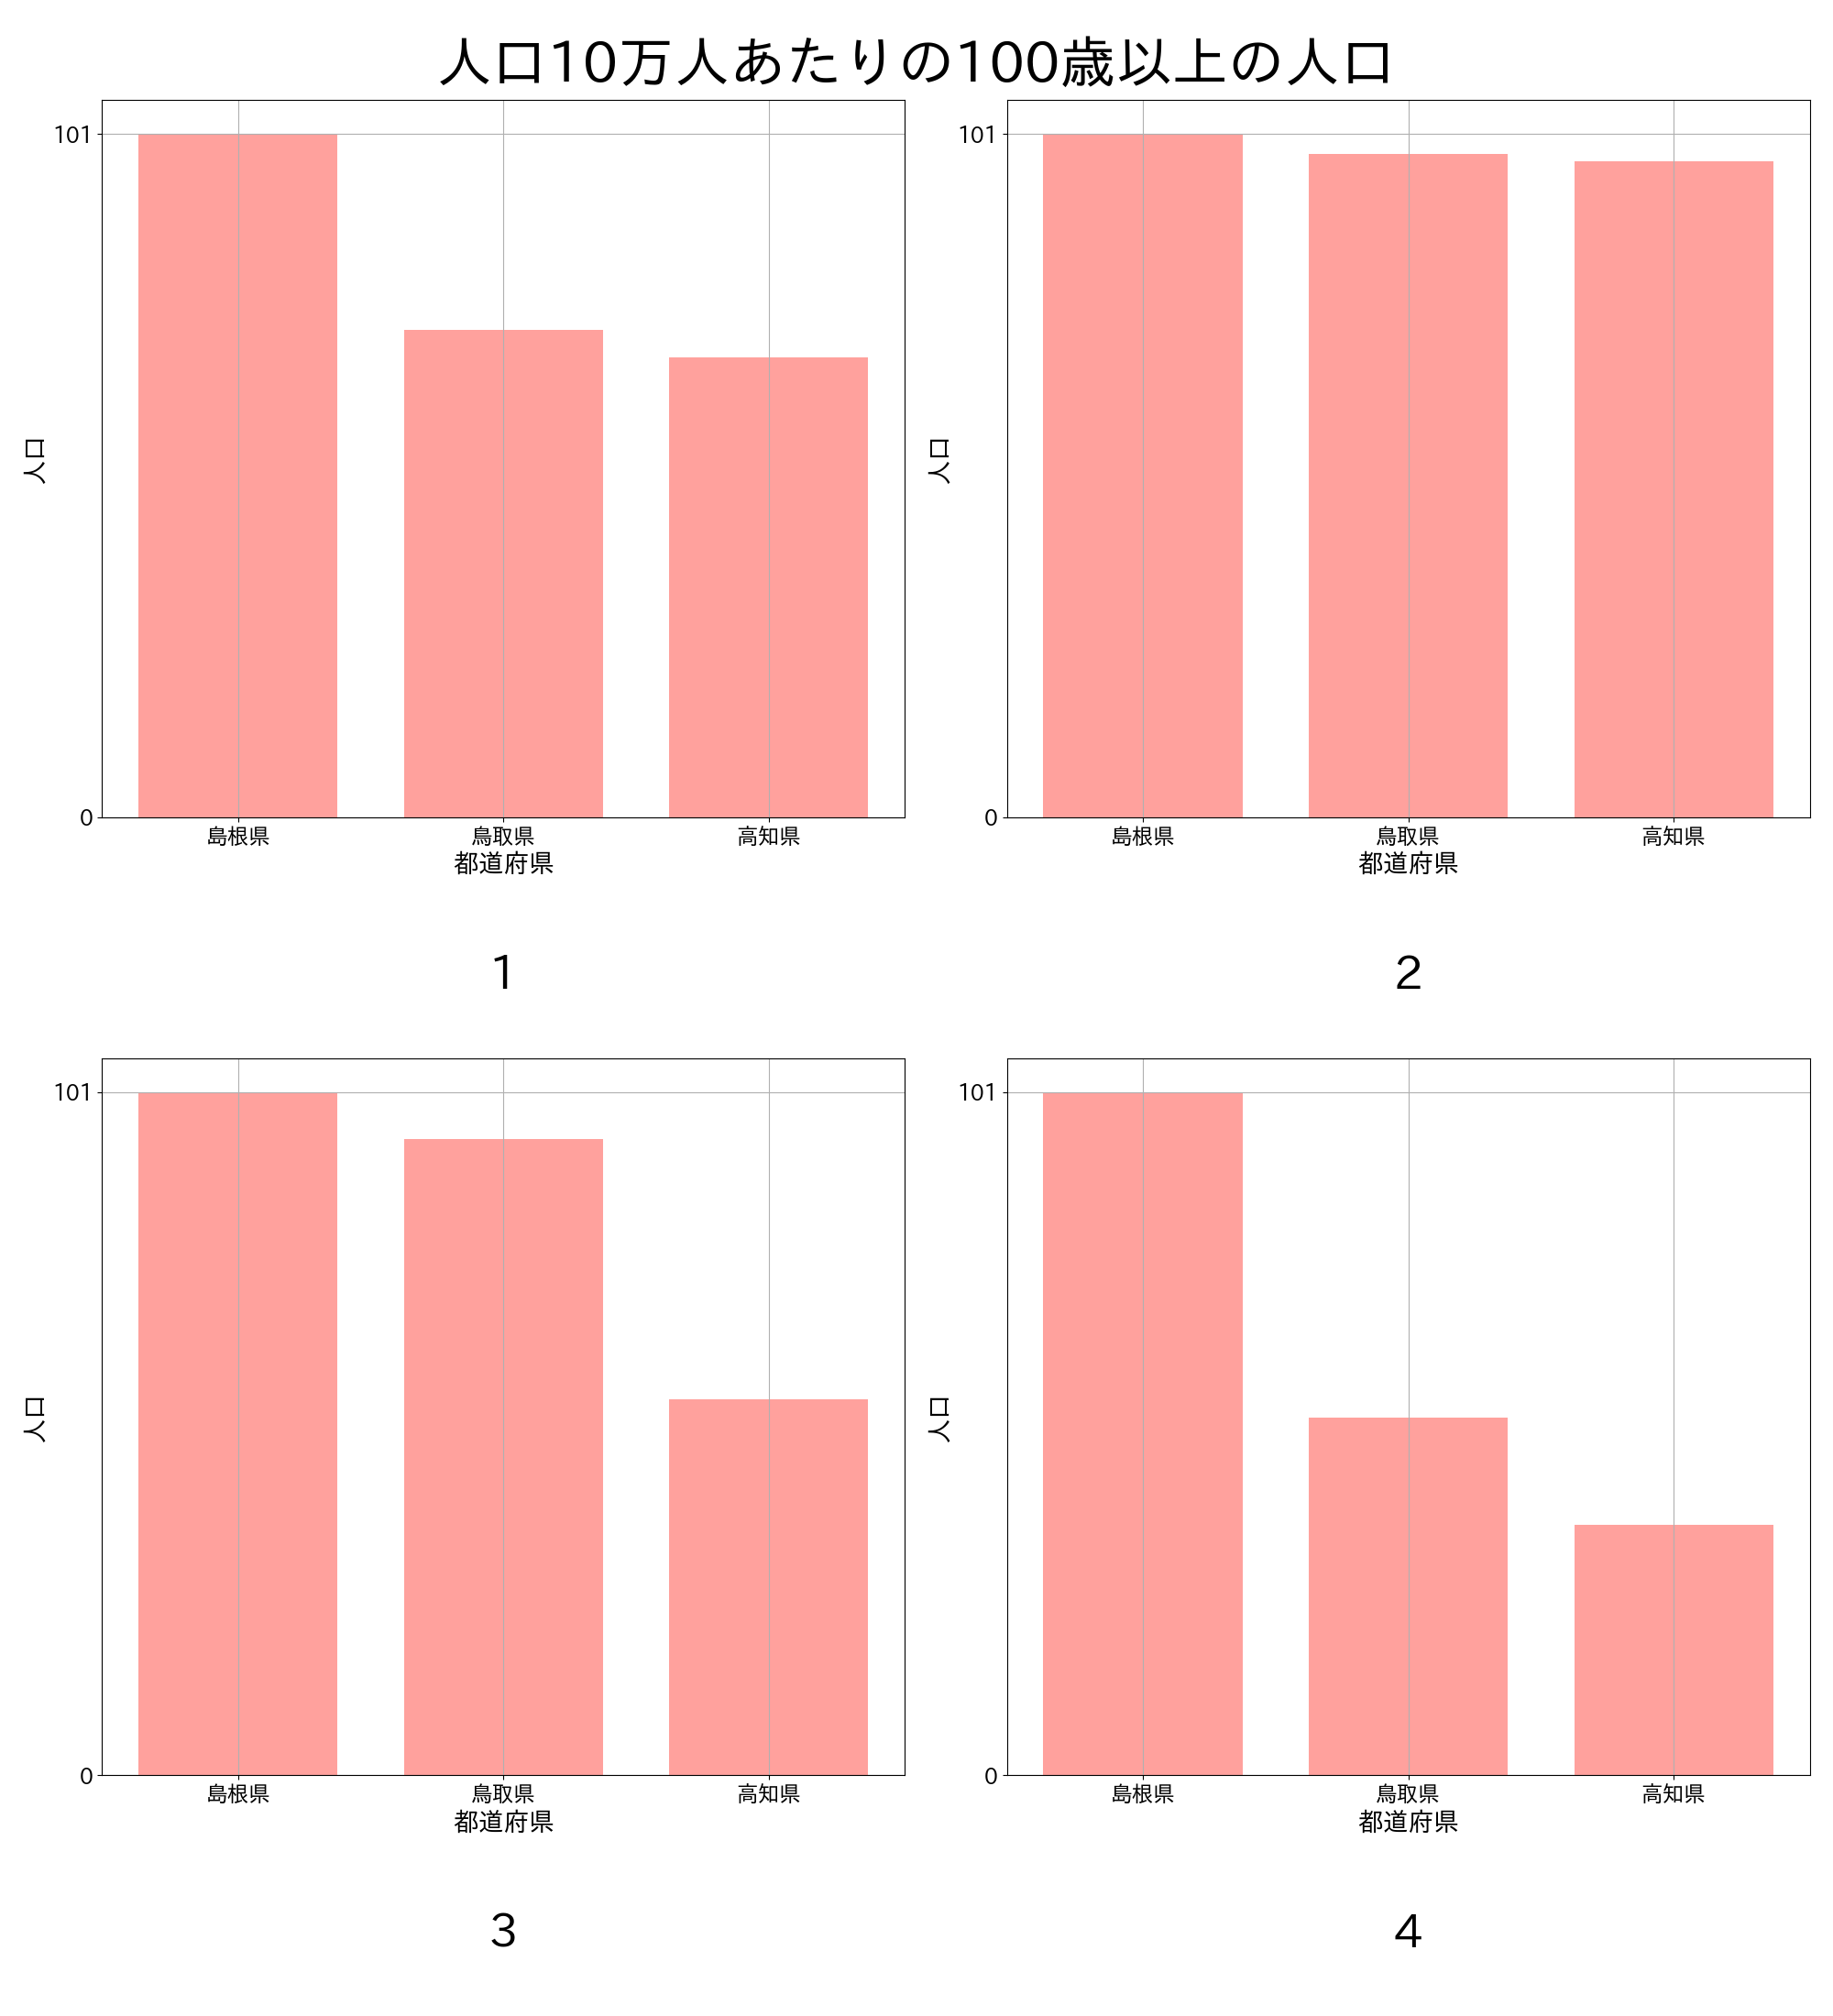 人口10万人あたりの100歳以上の人口
101
0
人口
島根県 鳥取県 高知県
都道府県
1
101
0
人口
島根県 鳥取県 高知県
都道府県
2
101
0
人口
島根県 鳥取県 高知県
都道府県
3
101
0
人口
島根県 鳥取県 高知県
都道府県
4